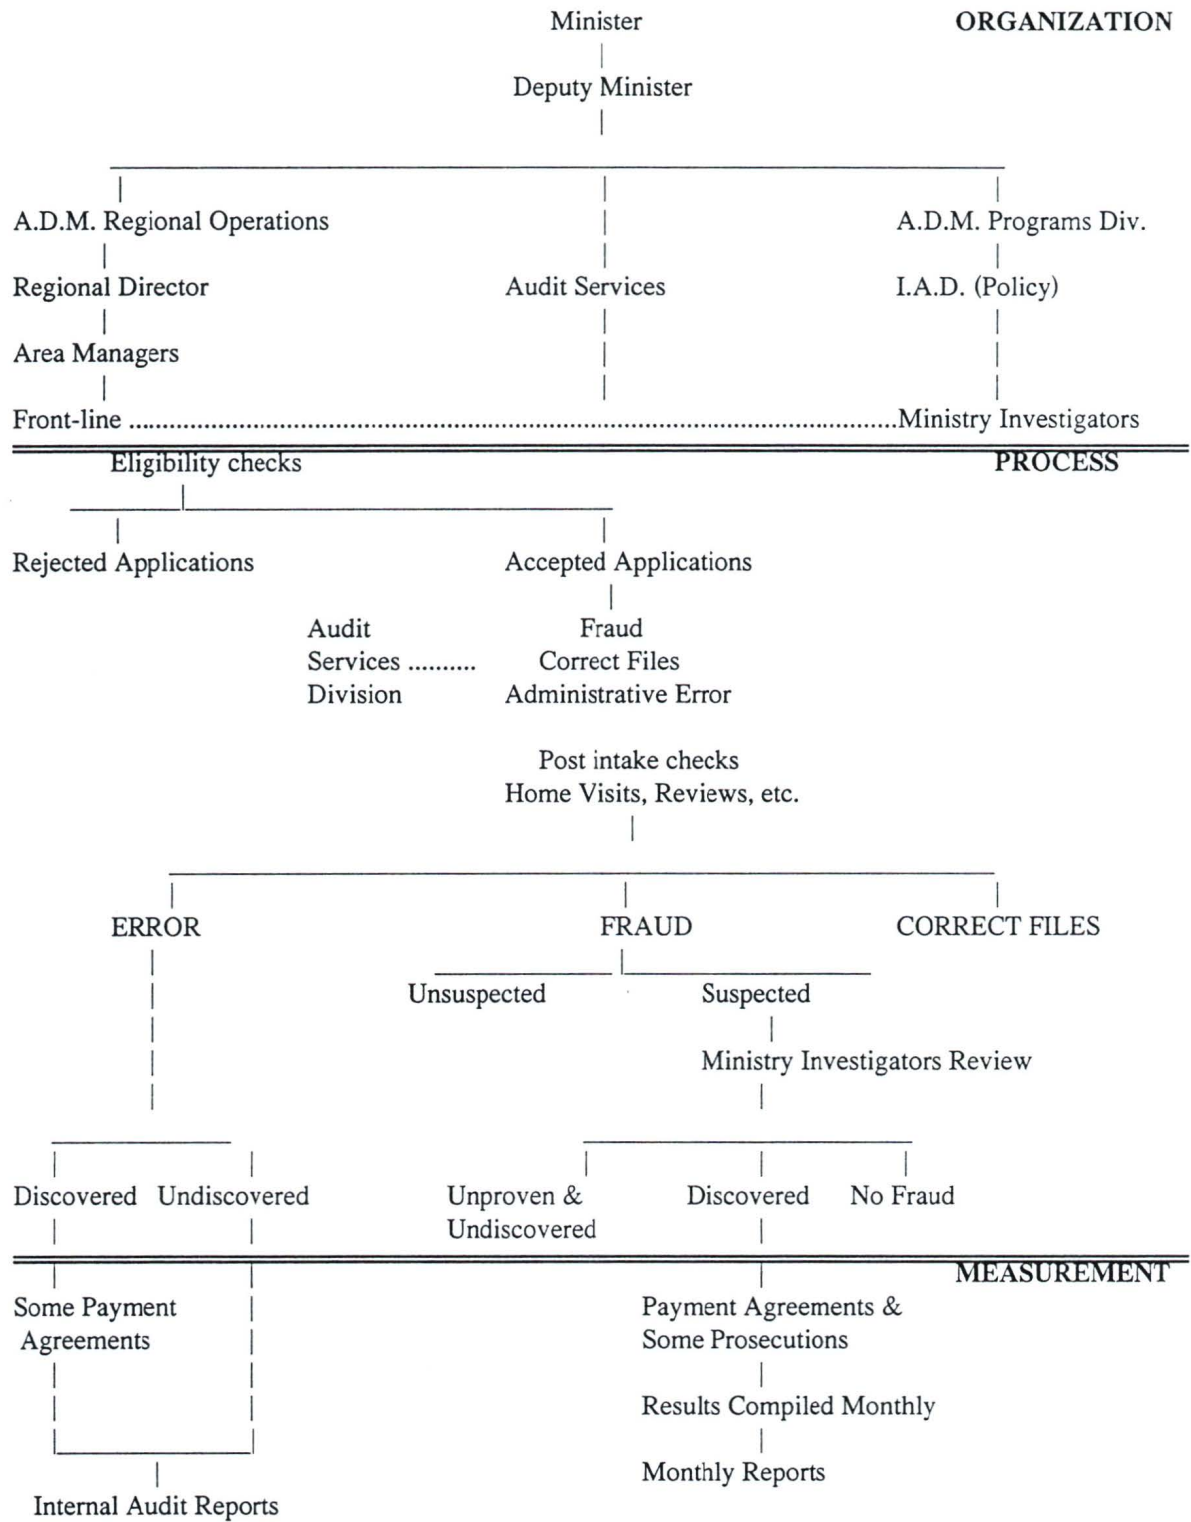 Minister ORGANIZATION
Deputy Minister
A.D.M. Regional Operations A.D.M. Programs Div.
Regional Director Audit Services I.A.D. (Policy)
Area Managers
Front-line ........................................................................................................................Ministry Investigators
Eligibility checks PROCESS
Rejected Applications Accepted Applications
Audit Fraud
Services .......... Correct Files
Division Administrative Error
Post intake checks
Home Visits, Reviews, etc.
ERROR FRAUD CORRECT FILES
Unsuspected Suspected
Ministry Investigators Review
Discovered Undiscovered Unproven & Discovered No Fraud
Undiscovered
MEASUREMENT
Some Payment Payment Agreements &
Agreements Some Prosecutions
Results Compiled Monthly
Monthly Reports
Internal Audit Reports